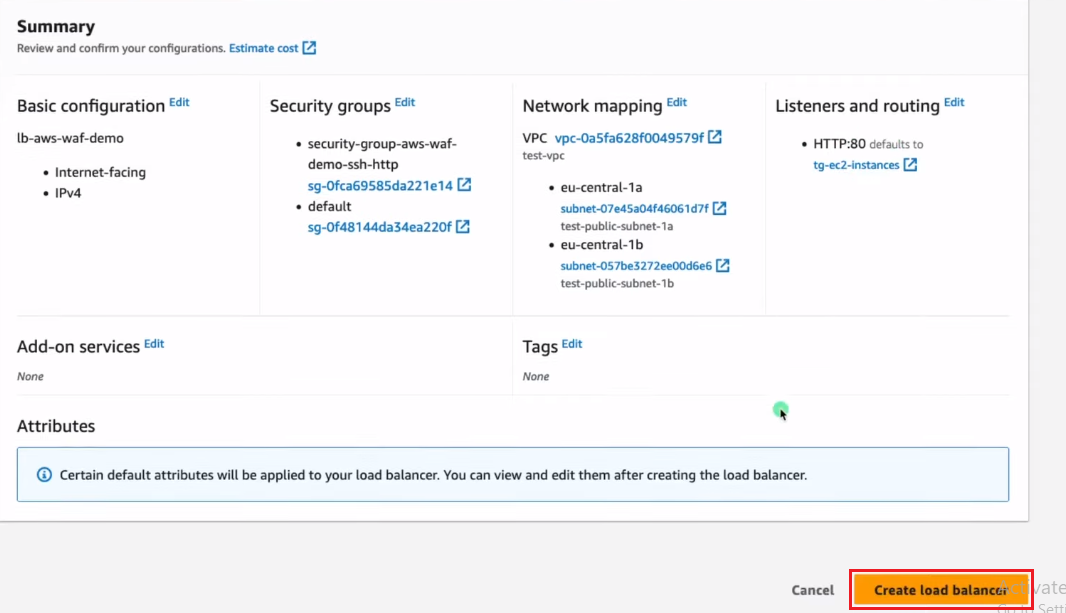 Summary
Review and confirm your configurations. Estimate cost
Basic configuration Edit
lb-aws-waf-demo
• Internet-facing
• IPv4
Security groups Edit
• security-group-aws-waf-
demo-ssh-http
sg-0fca69585da221e14
• default
sg-0f48144da34ea220f
Network mapping Edit
VPC vpc-0a5fa628f0049579f
test-vpc
• eu-central-1a
subnet-07e45a04f46061d7f
test-public-subnet-1a
• eu-central-1b
subnet-057be3272ee00d6e6
test-public-subnet-1b
Listeners and routing Edit
• HTTP:80 defaults to
tg-ec2-instances
Add-on services Edit
None
Tags Edit
None
Attributes
Certain default attributes will be applied to your load balancer. You can view and edit them after creating the load balancer.
Cancel
Create load balancer
Activate